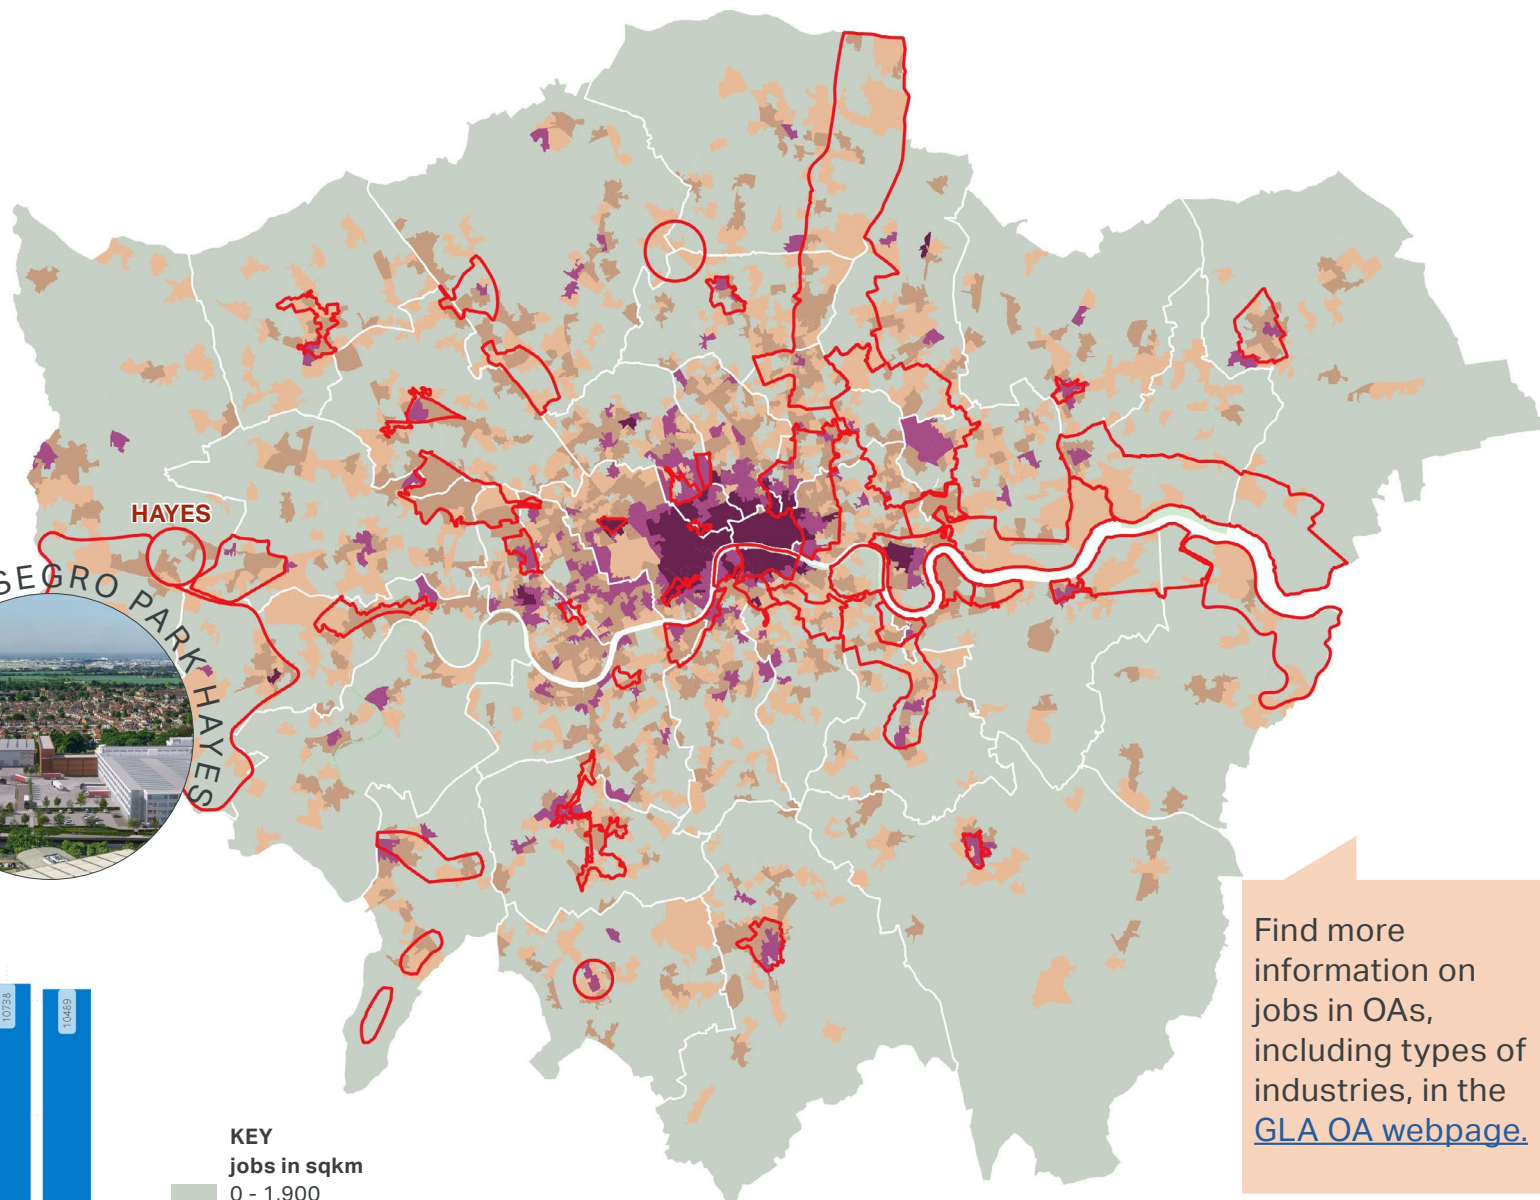 HAYES
SEGRO PARK HAYES
10738
10489
KEY
jobs in sqkm
0 - 1,900
Find more
information on
jobs in OAs,
including types of
industries, in the
GLA OA webpage.